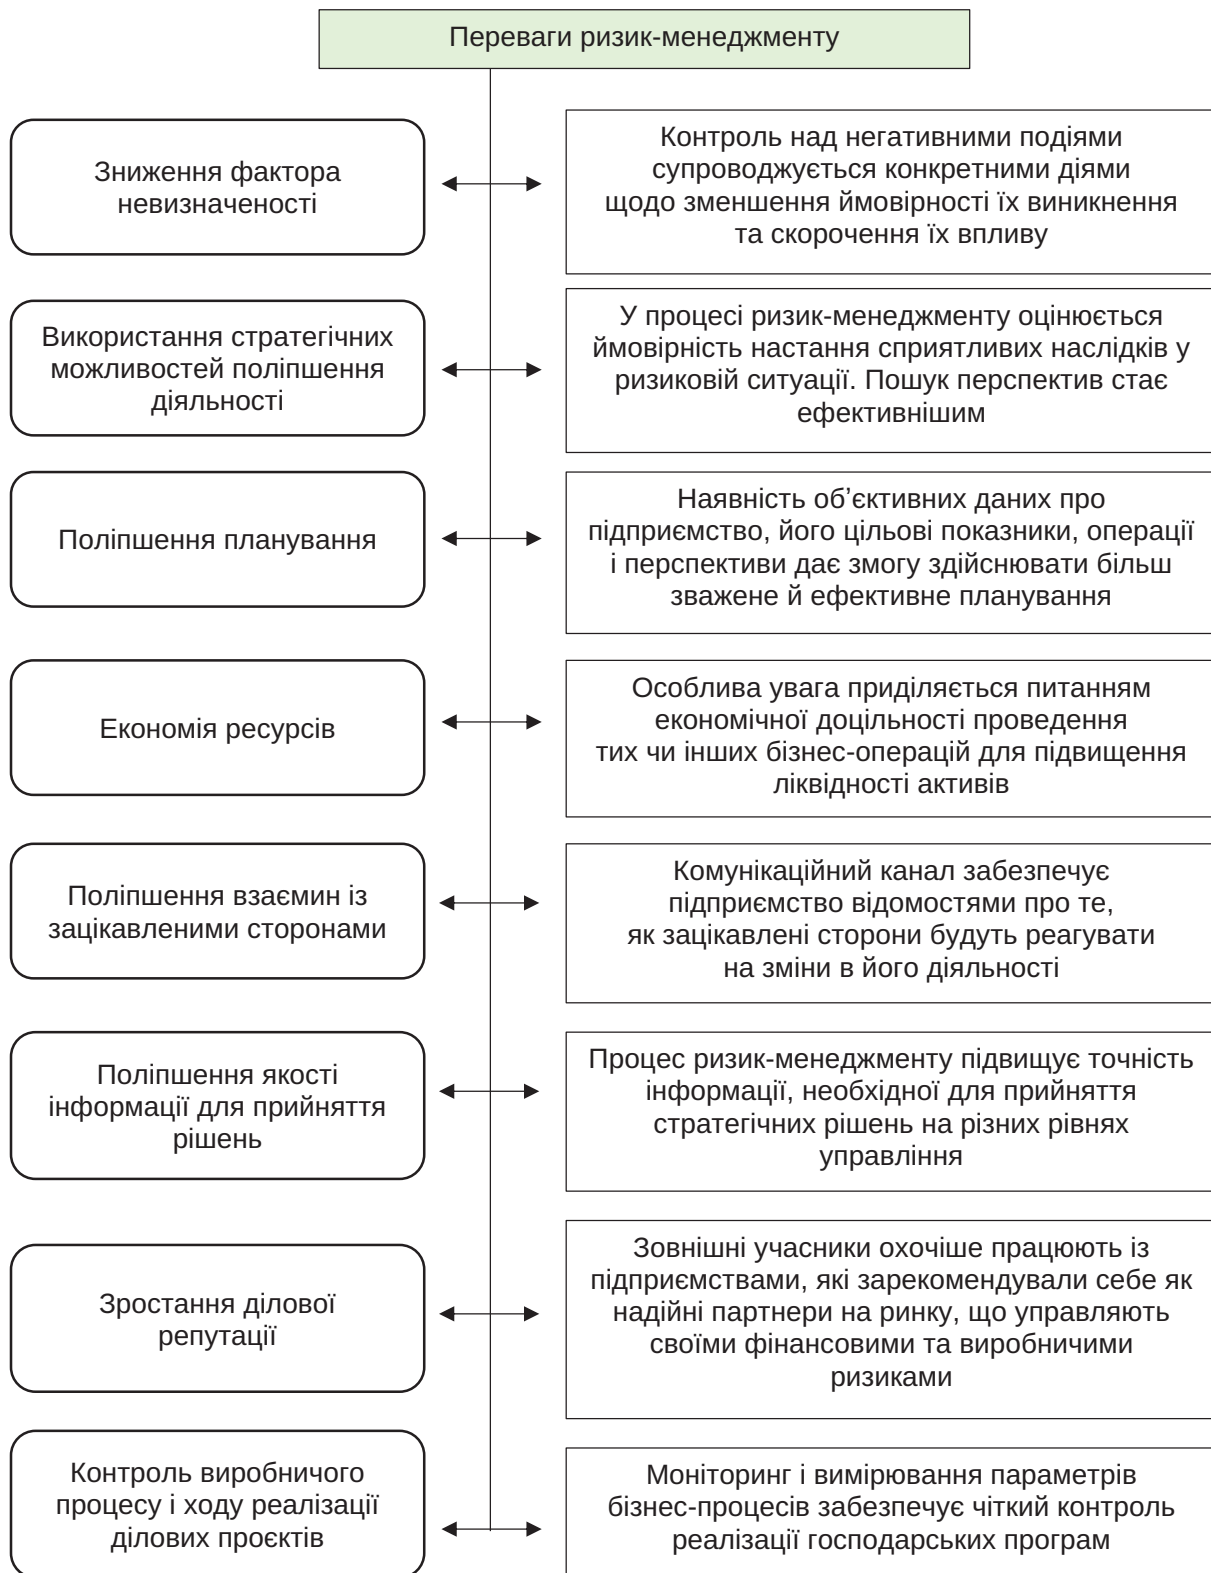 Переваги ризик-менеджменту
Зниження фактора
невизначеності
Контроль над негативними подіями
супроводжується конкретними діями
щодо зменшення ймовірності їх виникнення
та скорочення їх впливу
Використання стратегічних
можливостей поліпшення
діяльності
У процесі ризик-менеджменту оцінюється
ймовірність настання сприятливих наслідків у
ризиковій ситуації. Пошук перспектив стає
ефективнішим
Поліпшення планування
Наявність об’єктивних даних про
підприємство, його цільові показники, операції
і перспективи дає змогу здійснювати більш
зважене й ефективне планування
Економія ресурсів
Особлива увага приділяється питанням
економічної доцільності проведення
тих чи інших бізнес-операцій для підвищення
ліквідності активів
Поліпшення взаємин із
зацікавленими сторонами
Комунікаційний канал забезпечує
підприємство відомостями про те,
як зацікавлені сторони будуть реагувати
на зміни в його діяльності
Поліпшення якості
інформації для прийняття
рішень
Процес ризик-менеджменту підвищує точність
інформації, необхідної для прийняття
стратегічних рішень на різних рівнях
управління
Зростання ділової
репутації
Зовнішні учасники охочіше працюють із
підприємствами, які зарекомендували себе як
надійні партнери на ринку, що управляють
своїми фінансовими та виробничими
ризиками
Контроль виробничого
процесу і ходу реалізації
ділових проєктів
Моніторинг і вимірювання параметрів
бізнес-процесів забезпечує чіткий контроль
реалізації господарських програм